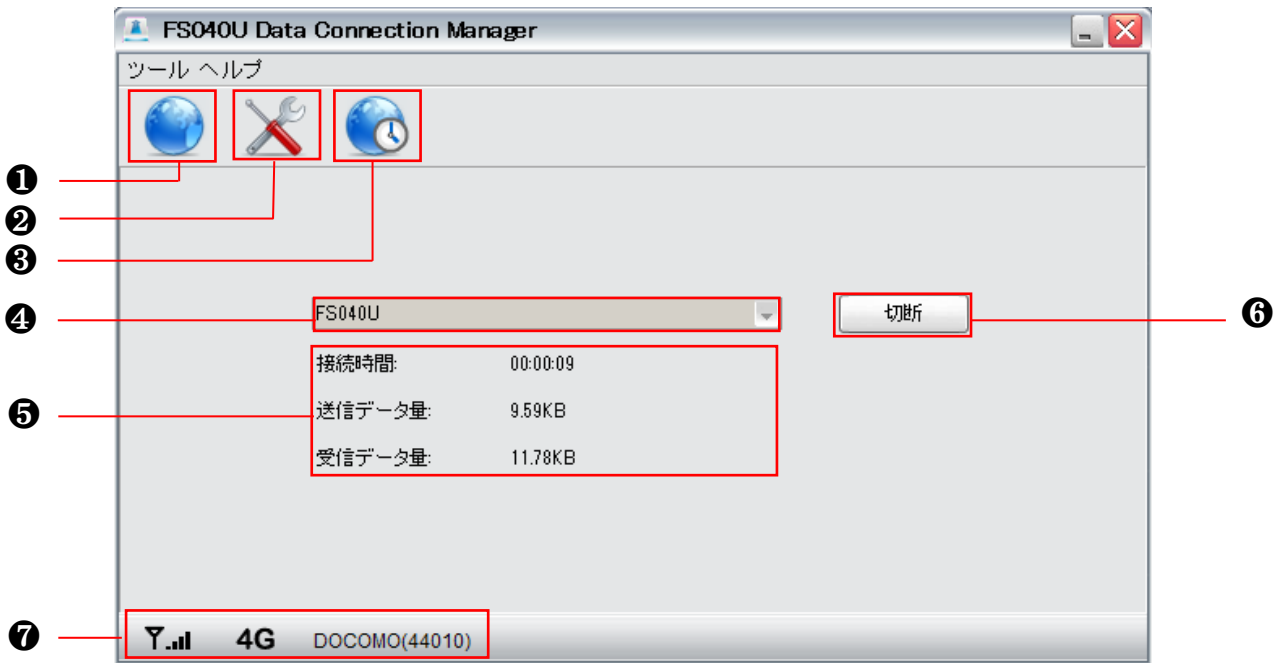 FS040U Data Connection Manager
ツール ヘルプ
❶
❷
❸
❹
FS040U
切断
❻
接続時間: 00:00:09
❺
送信データ量: 9.59KB
受信データ量: 11.78KB
❼
4G DOCOMO(44010)